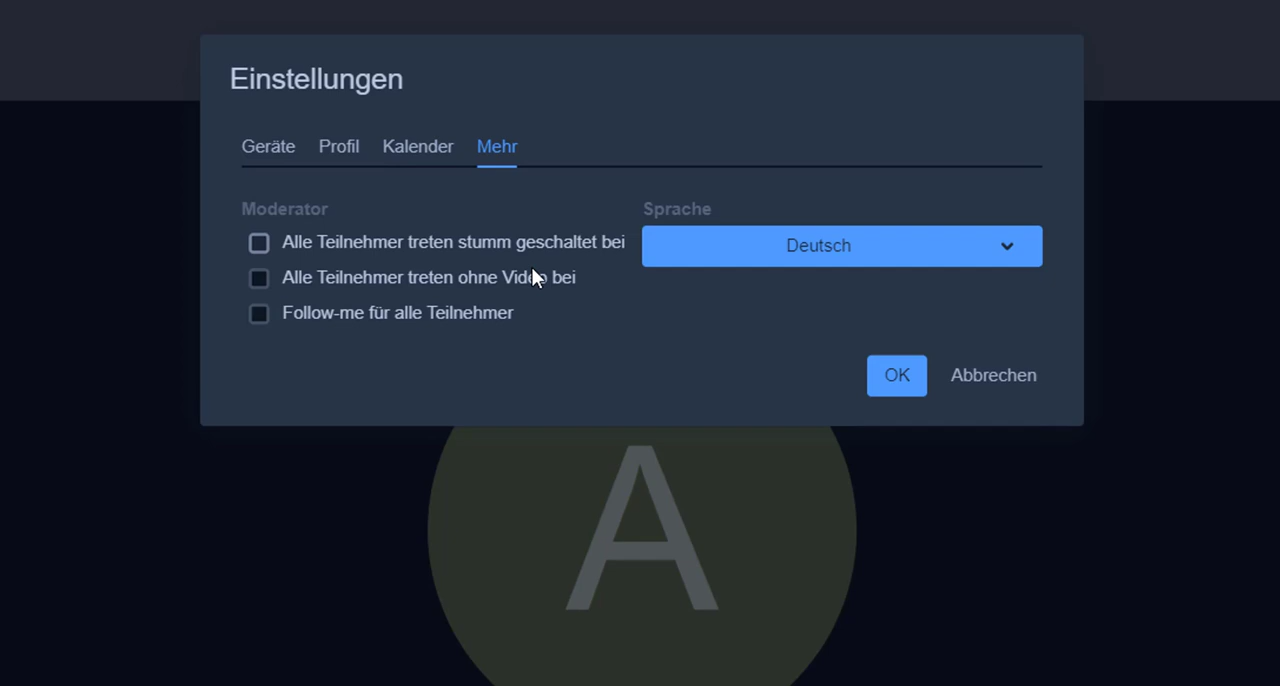 Einstellungen
Geräte Profil Kalender Mehr
Moderator
Alle Teilnehmer treten stumm geschaltet bei
Alle Teilnehmer treten ohne Video bei
Follow-me für alle Teilnehmer
Sprache
Deutsch
OK Abbrechen
A